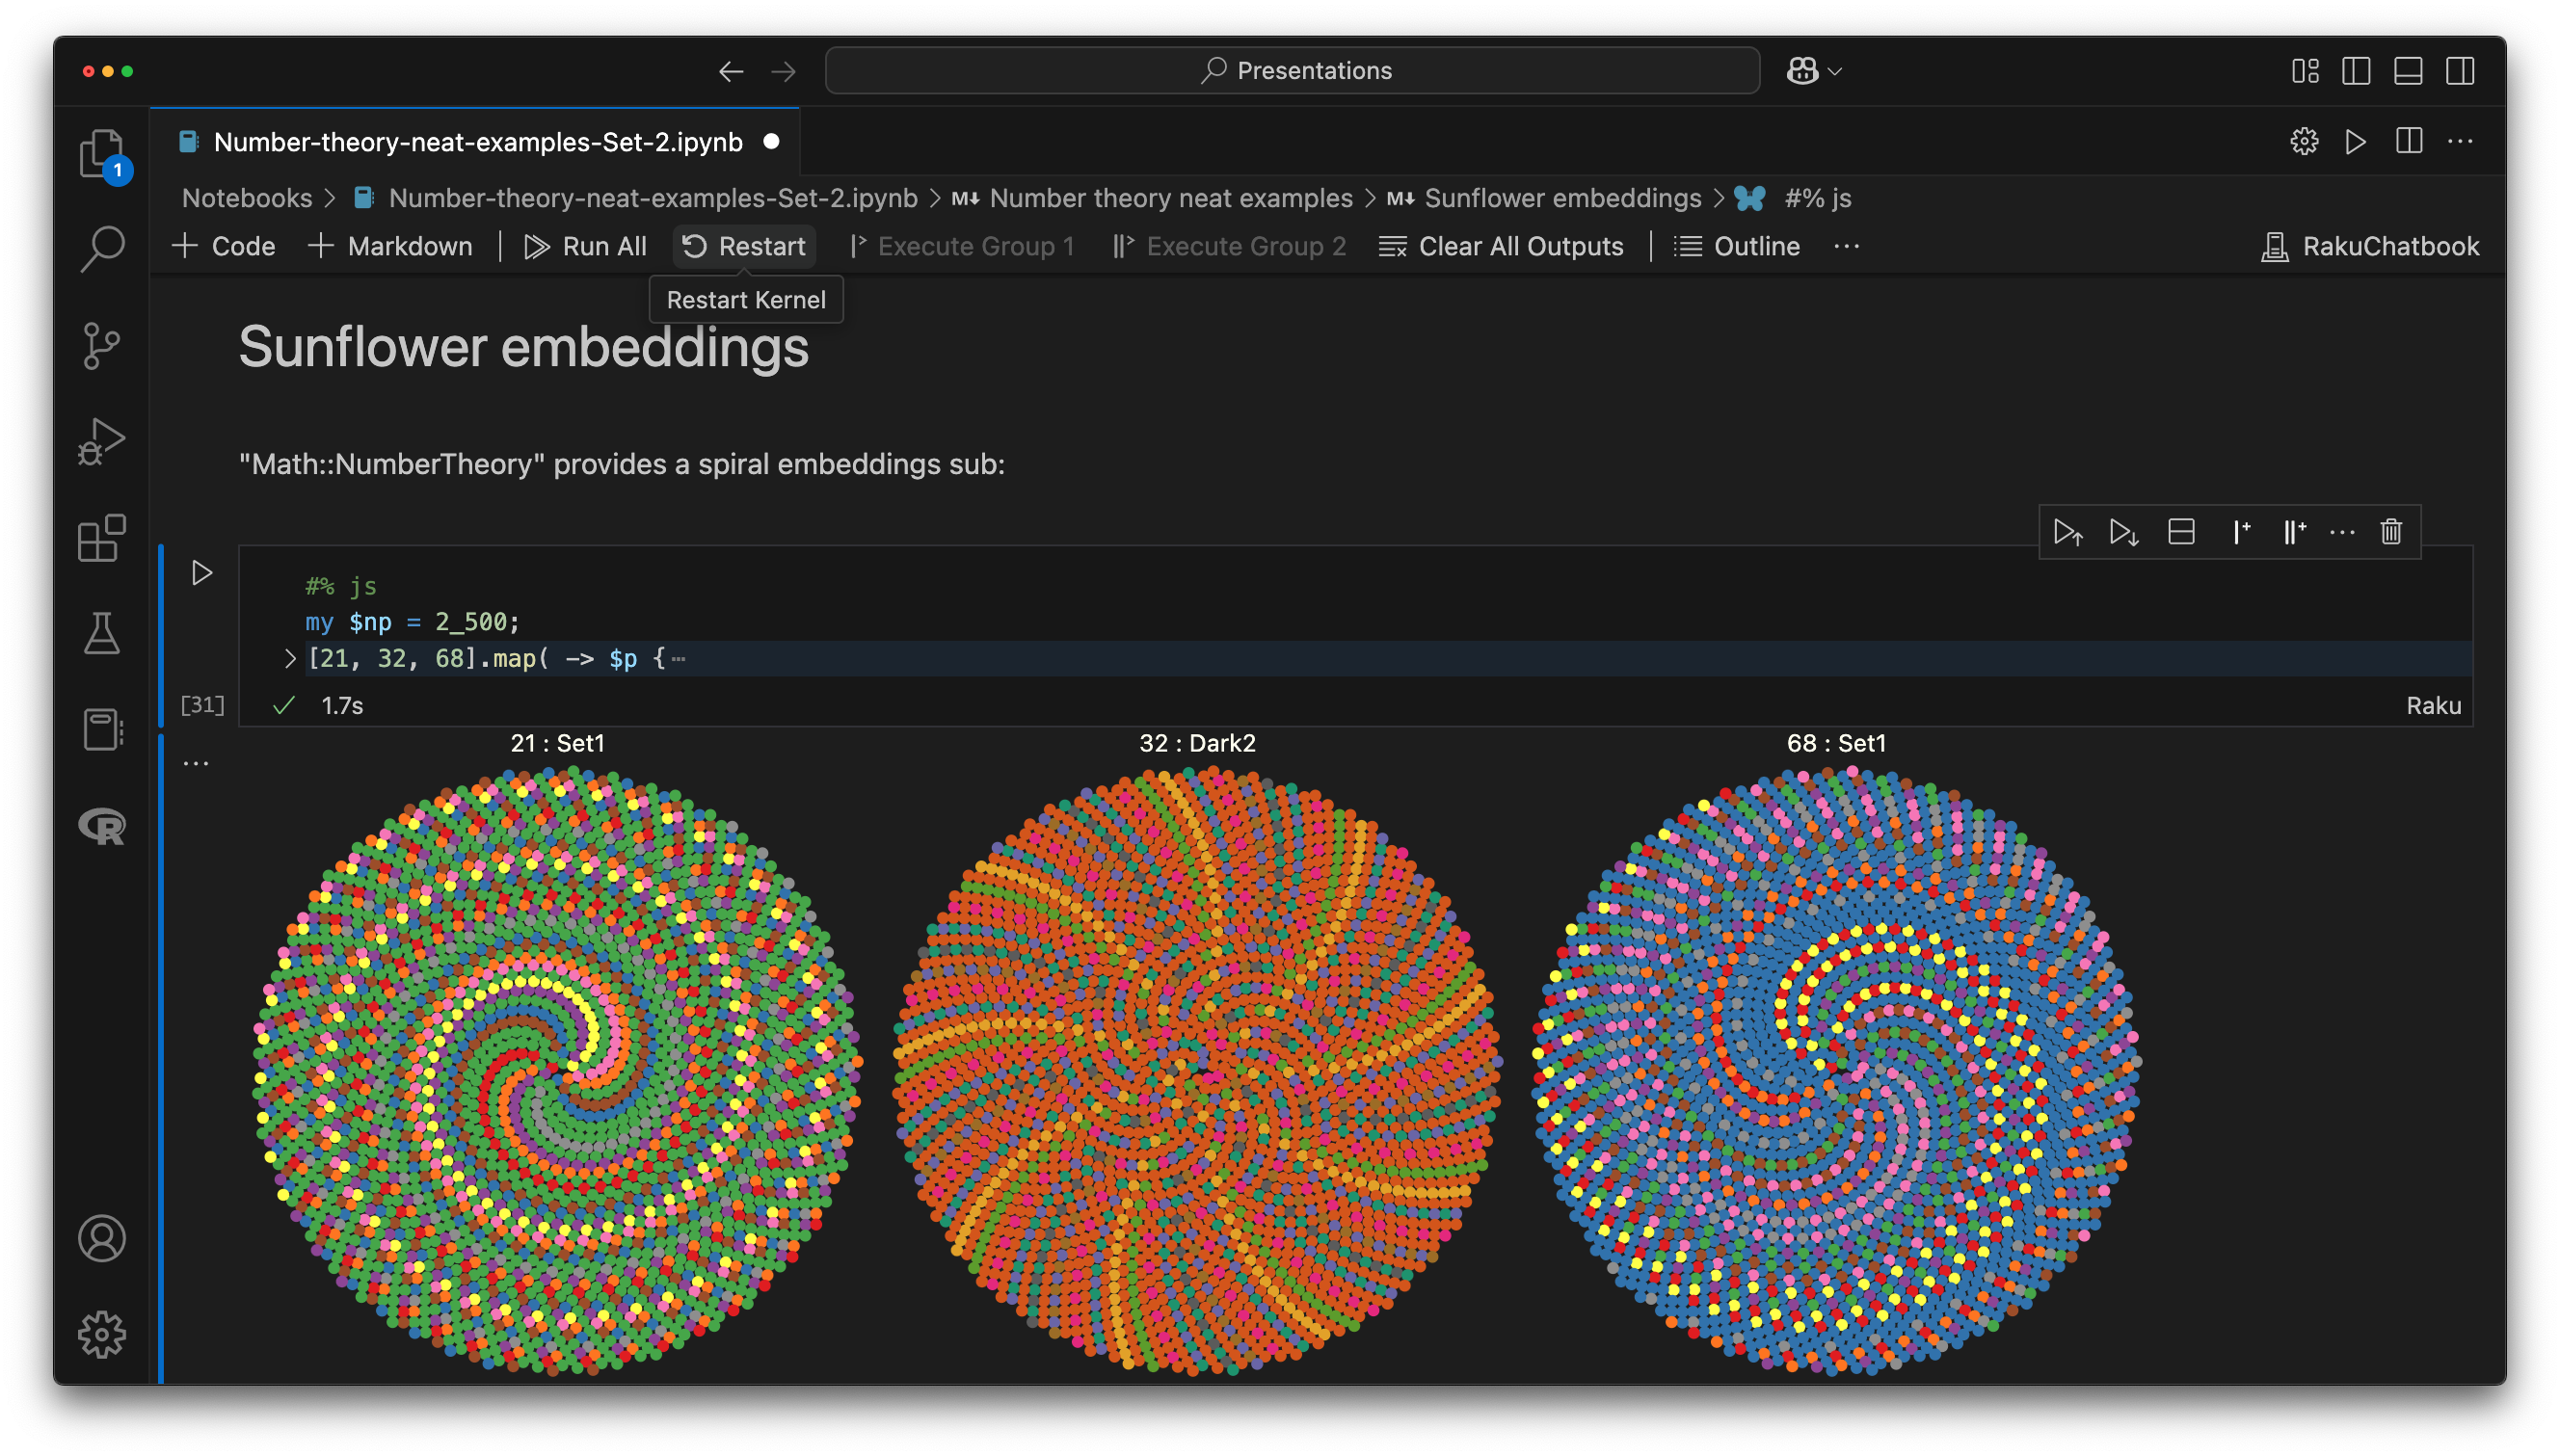 Presentations
Number-theory-neat-examples-Set-2.ipynb
1
Notebooks > Number-theory-neat-examples-Set-2.ipynb > M↓ Number theory neat examples > M↓ Sunflower embeddings > #% js
+ Code + Markdown | Run All Restart Execute Group 1 Execute Group 2 Clear All Outputs | Outline ··· RakuChatbook
Restart Kernel
Sunflower embeddings
"Math::NumberTheory" provides a spiral embeddings sub:
#% js
my $np = 2_500;
[21, 32, 68].map( -> $p { ⋯
[31] ✓ 1.7s Raku
21 : Set1 32 : Dark2 68 : Set1
R